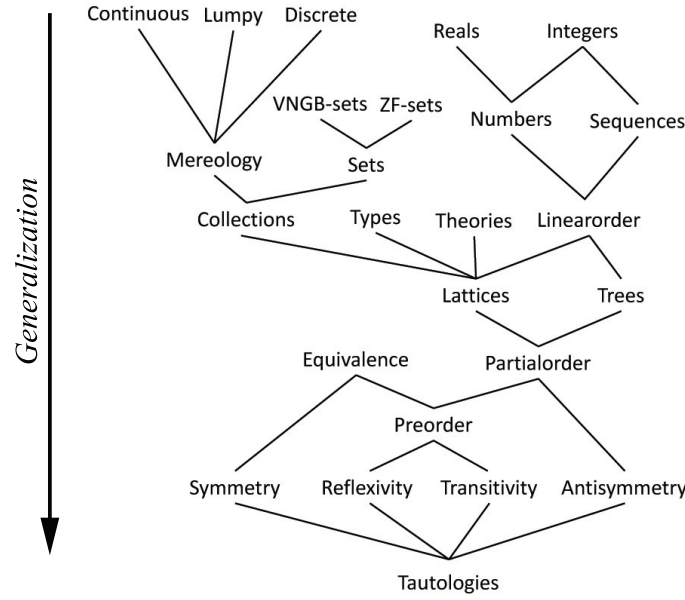 Continuous Lumpy Discrete
Reals Integers
VNGB-sets ZF-sets
Numbers Sequences
Mereology Sets
Collections Types Theories Linearorder
Lattices Trees
Equivalence Partialorder
Preorder
Symmetry Reflexivity Transitivity Antisymmetry
Tautologies
Generalization